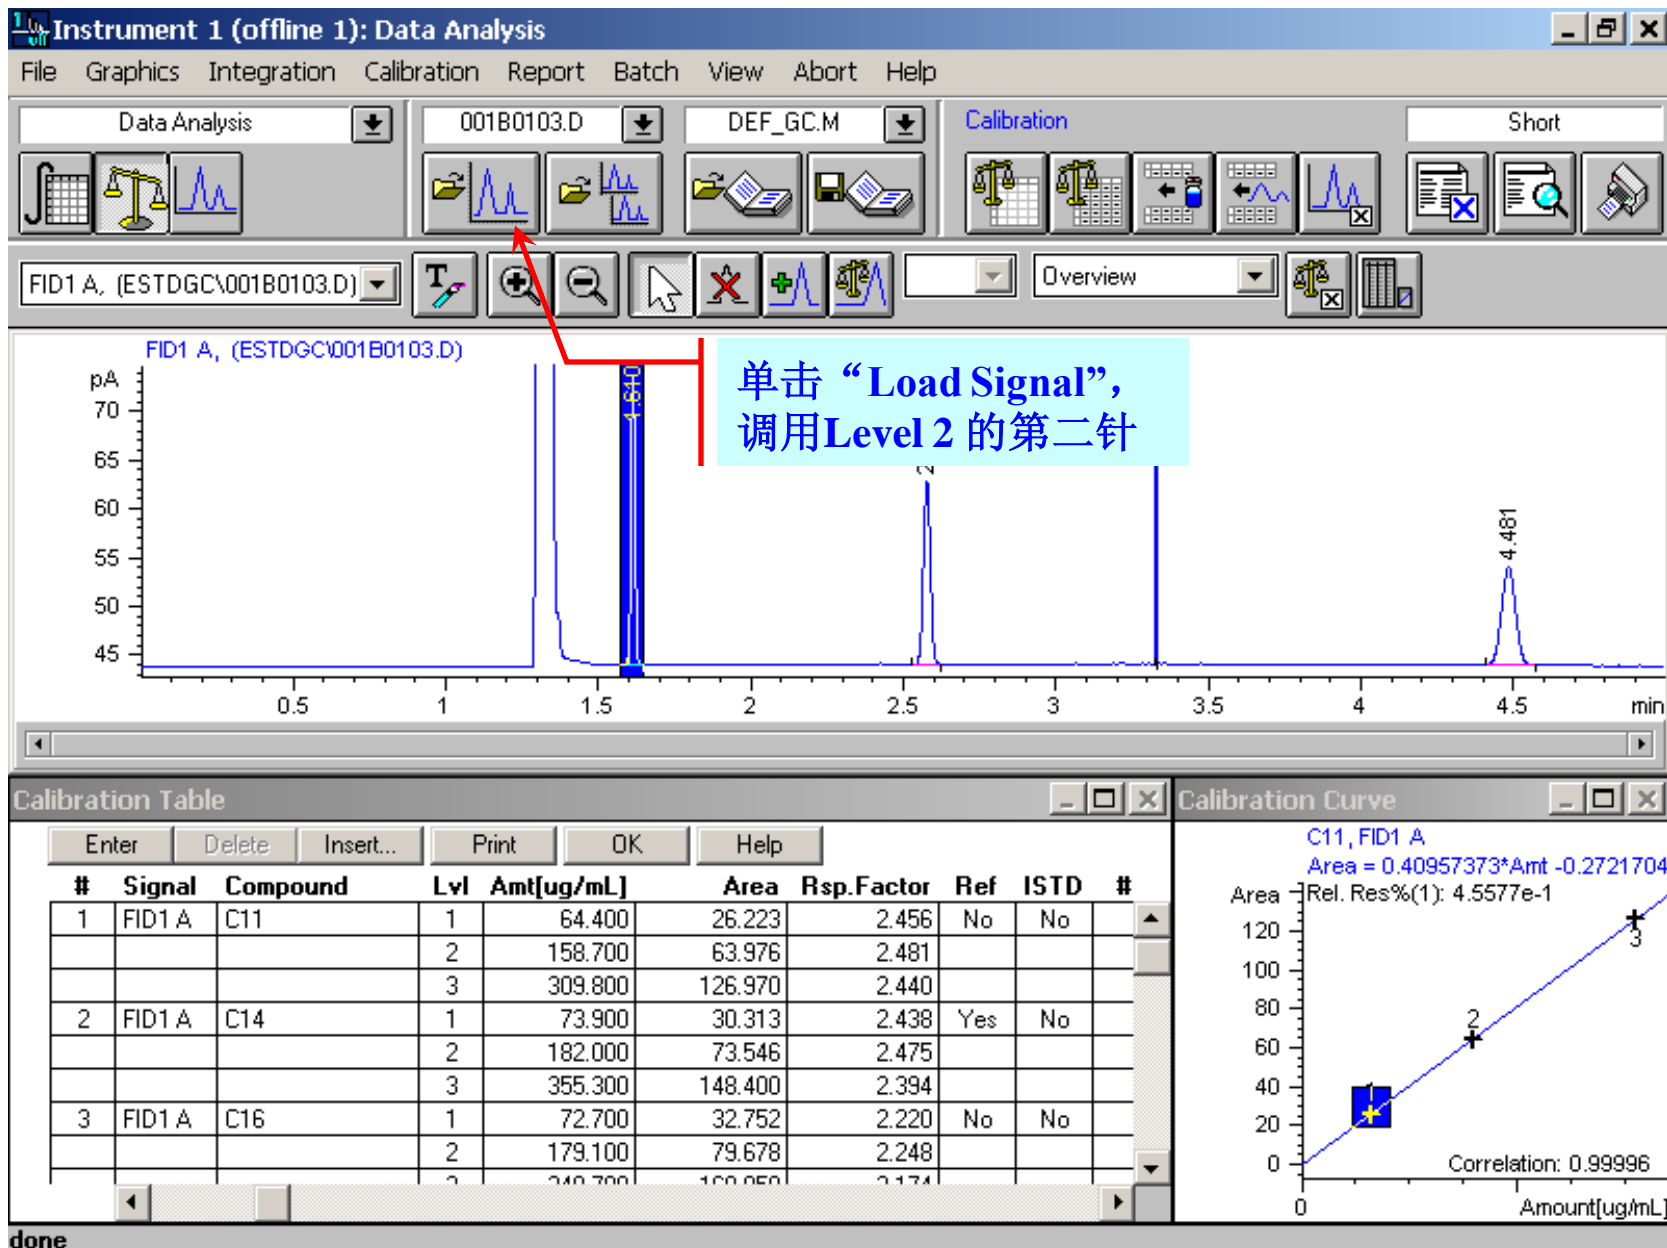 Instrument 1 (offline 1): Data Analysis
File Graphics Integration Calibration Report Batch View Abort Help
Data Analysis 001B0103.D DEF_GC.M Calibration Short
FID1 A, (ESTDGC\001B0103.D) Overview
FID1 A, (ESTDGC\001B0103.D)
单击“Load Signal”,
调用Level 2 的第二针
pA
70
65
60
55
50
45
4.481
0.5 1 1.5 2 2.5 3 3.5 4 4.5 min
Calibration Table
Enter Delete Insert... Print OK Help
# Signal Compound Lvl Amt[ug/mL] Area Rsp.Factor Ref ISTD #
1 FID1 A C11 1 64.400 26.223 2.456 No No
2 158.700 63.976 2.481
3 309.800 126.970 2.440
2 FID1 A C14 1 73.900 30.313 2.438 Yes No
2 182.000 73.546 2.475
3 355.300 148.400 2.394
3 FID1 A C16 1 72.700 32.752 2.220 No No
2 179.100 79.678 2.248
Calibration Curve
C11, FID1 A
Area = 0.40957373*Amt -0.2721704
Rel. Res%(1): 4.5577e-1
Area
120
100
80
60
40
20
0
3
2
1
Correlation: 0.99996
0 Amount[ug/mL]
done